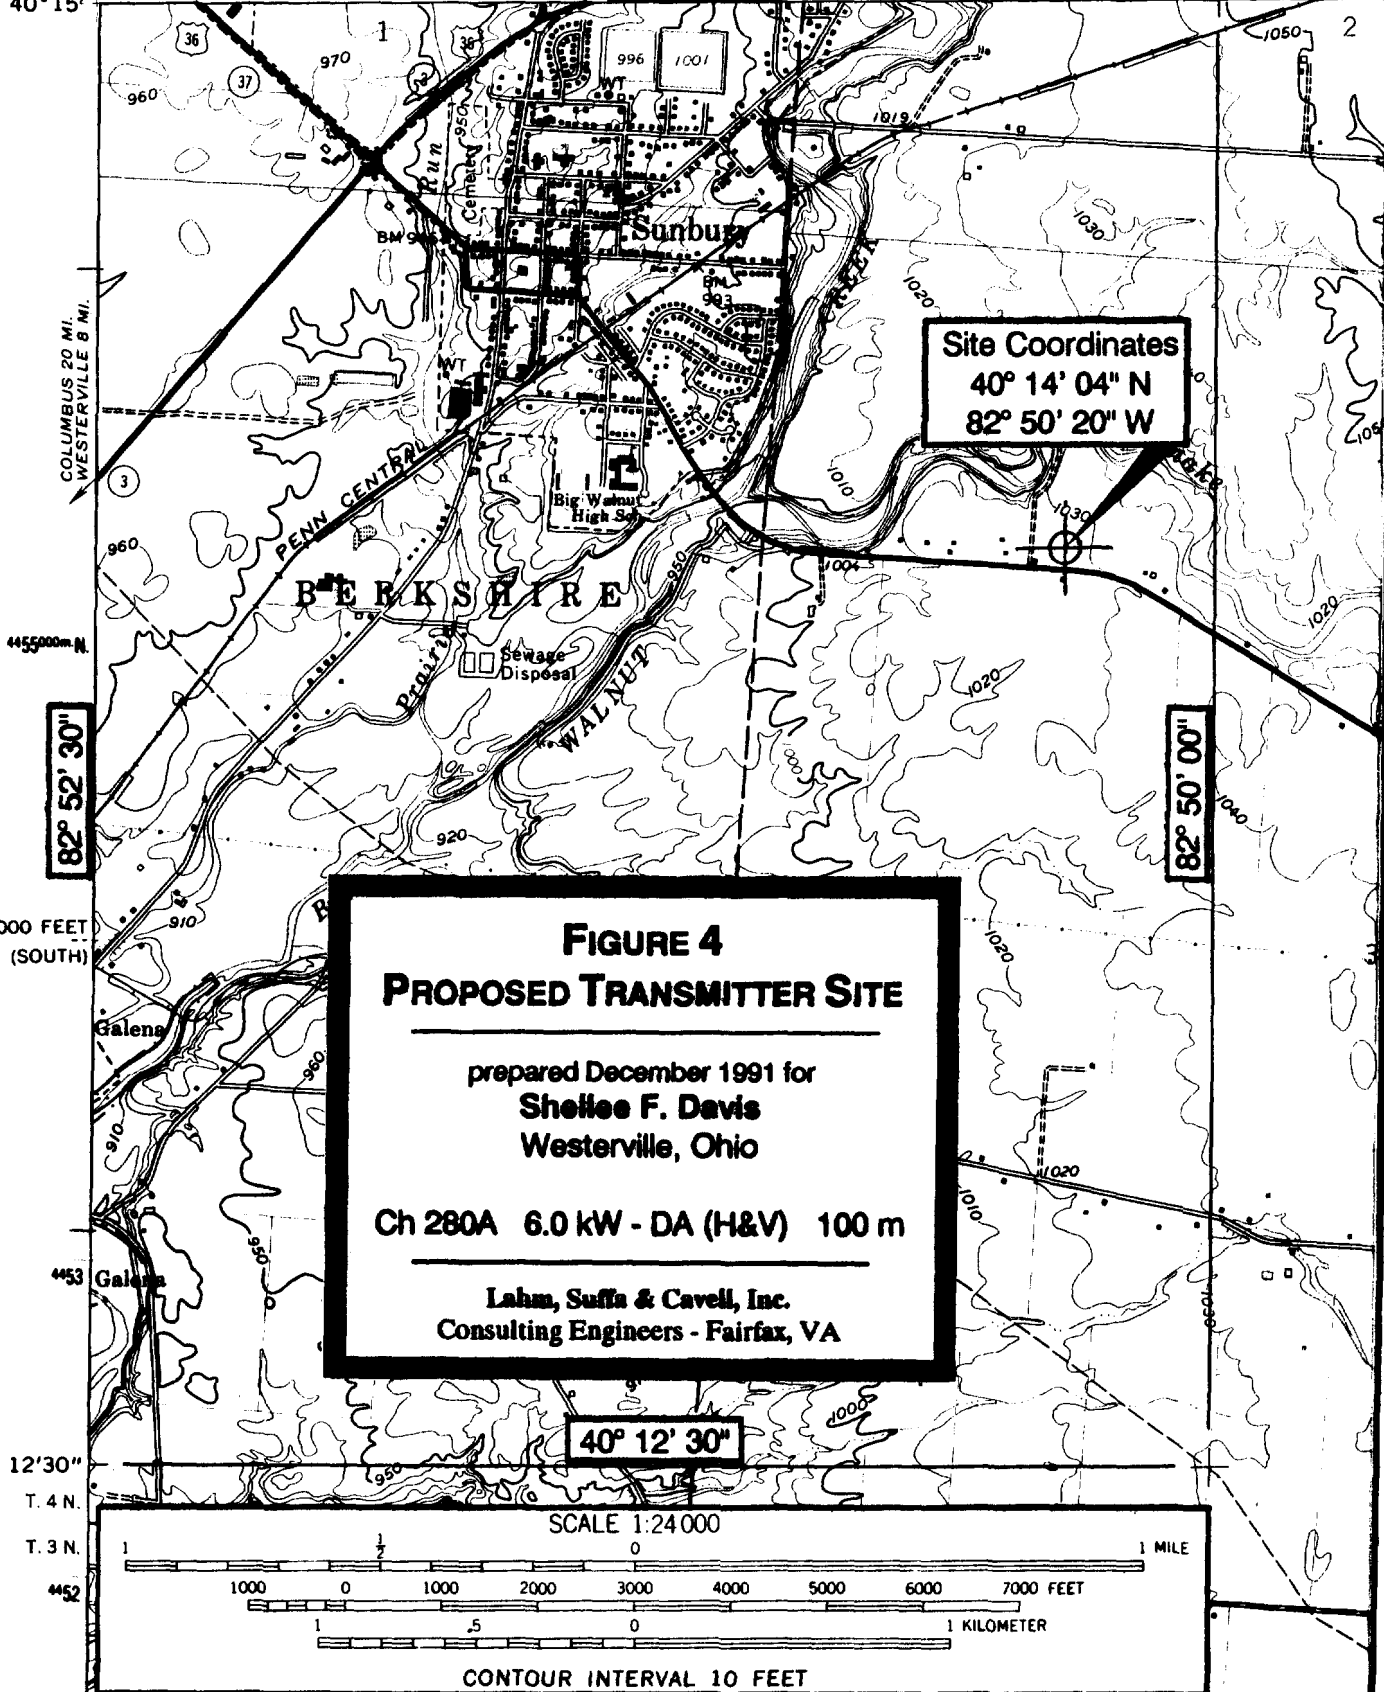 40° 15'
1
2
36
36
37
3
970
960
996
1001
WT
1050
1019
950
Run
Cemetery
Sunbury
BM
BM
993
CREEK
1030
1020
COLUMBUS 20 MI.
WESTERVILLE 8 MI.
3
WT
Site Coordinates
40° 14' 04" N
82° 50' 20" W
PENN CENTRAL
Big Walnut
High Sch
1010
1030
960
950
1004
BERKSHIRE
1020
4455000m N.
Prairie
Sewage
Disposal
WALNUT
1020
1000
82° 52' 30"
82° 50' 00"
1040
920
910
000 FEET
(SOUTH)
1020
FIGURE 4
PROPOSED TRANSMITTER SITE
prepared December 1991 for
Shellee F. Davis
Westerville, Ohio
Ch 280A 6.0 kW - DA (H&V) 100 m
Lahm, Suffa & Cavell, Inc.
Consulting Engineers - Fairfax, VA
Galena
960
910
1020
1010
950
4453
Galena
1030
1000
40° 12' 30"
12'30"
950
T. 4 N.
T. 3 N.
4452
SCALE 1:24 000
1 ½ 0 1 MILE
1000 0 1000 2000 3000 4000 5000 6000 7000 FEET
1 .5 0 1 KILOMETER
CONTOUR INTERVAL 10 FEET